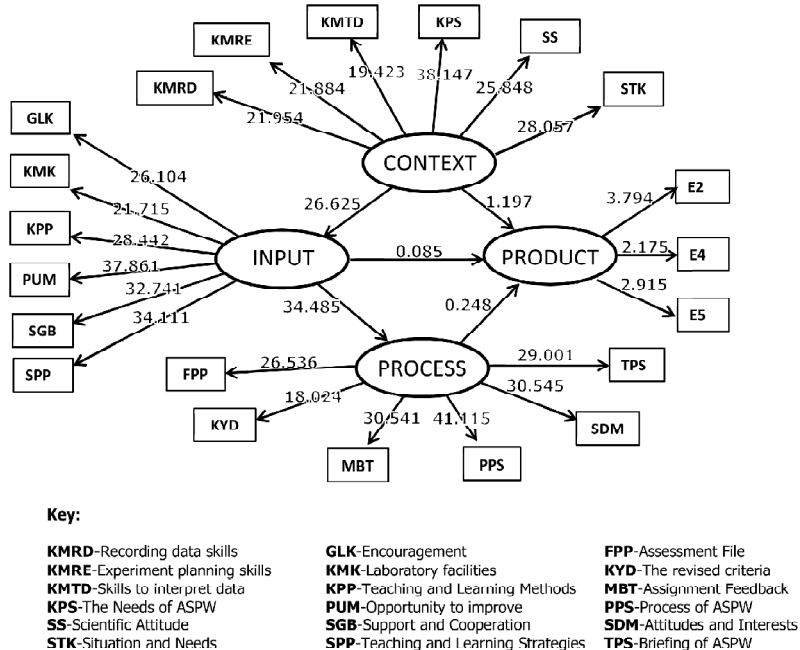 KMTD
KPS
KMRE
SS
KMRD
STK
19.423
38.147
21.884
25.848
21.954
28.057
GLK
CONTEXT
KMK
26.104
E2
21.715
26.625
1.197
3.794
KPP
28.442
INPUT
0.085
PRODUCT
2.175
E4
PUM
37.861
32.741
2.915
SGB
34.111
34.485
0.248
E5
SPP
FPP
26.536
PROCESS
29.001
TPS
18.024
30.545
KYD
30.541
41.115
SDM
MBT
PPS
Key:
KMRD-Recording data skills
KMRE-Experiment planning skills
KMTD-Skills to interpret data
KPS-The Needs of ASPW
SS-Scientific Attitude
STK-Situation and Needs
GLK-Encouragement
KMK-Laboratory facilities
KPP-Teaching and Learning Methods
PUM-Opportunity to improve
SGB-Support and Cooperation
SPP-Teaching and Learning Strategies
FPP-Assessment File
KYD-The revised criteria
MBT-Assignment Feedback
PPS-Process of ASPW
SDM-Attitudes and Interests
TPS-Briefing of ASPW